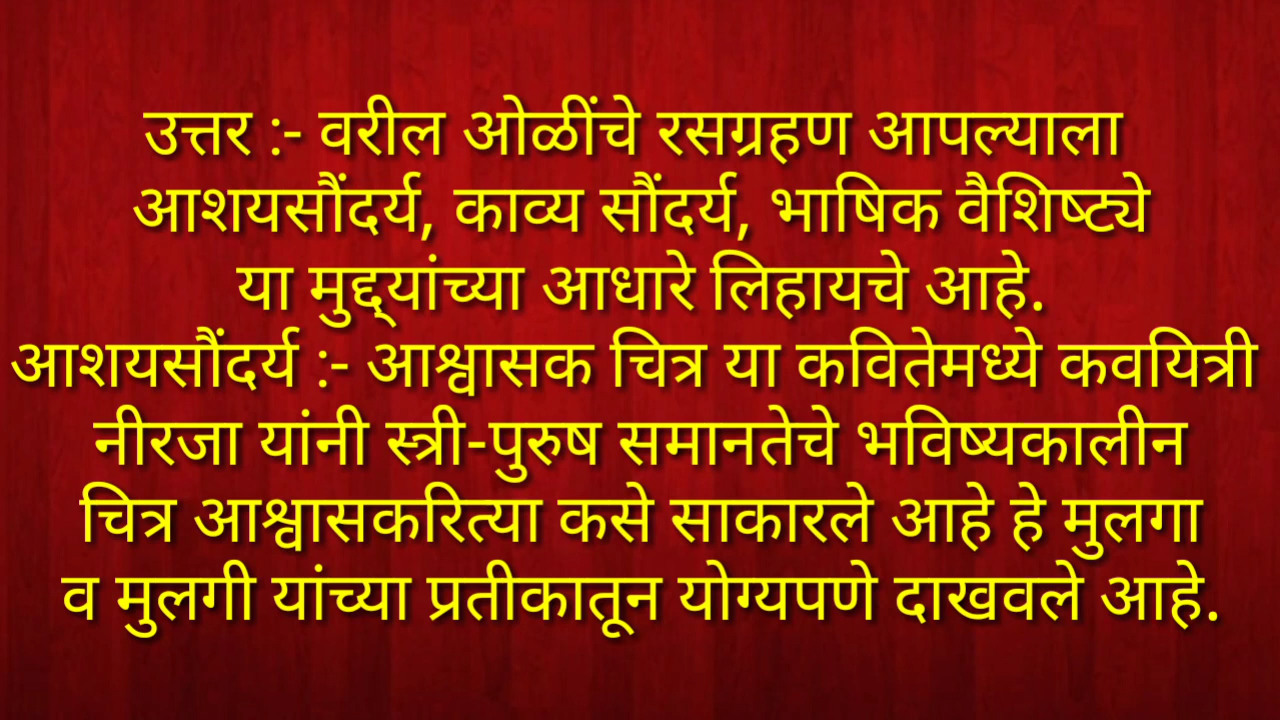 उत्तर :- वरील ओळींचे रसग्रहण आपल्याला
आशयसौंदर्य, काव्य सौंदर्य, भाषिक वैशिष्ट्ये
या मुद्द्यांच्या आधारे लिहायचे आहे.
आशयसौंदर्य :- आश्वासक चित्र या कवितेमध्ये कवयित्री
नीरजा यांनी स्त्री-पुरुष समानतेचे भविष्यकालीन
चित्र आश्वासकरित्या कसे साकारले आहे हे मुलगा
व मुलगी यांच्या प्रतीकातून योग्यपणे दाखवले आहे.